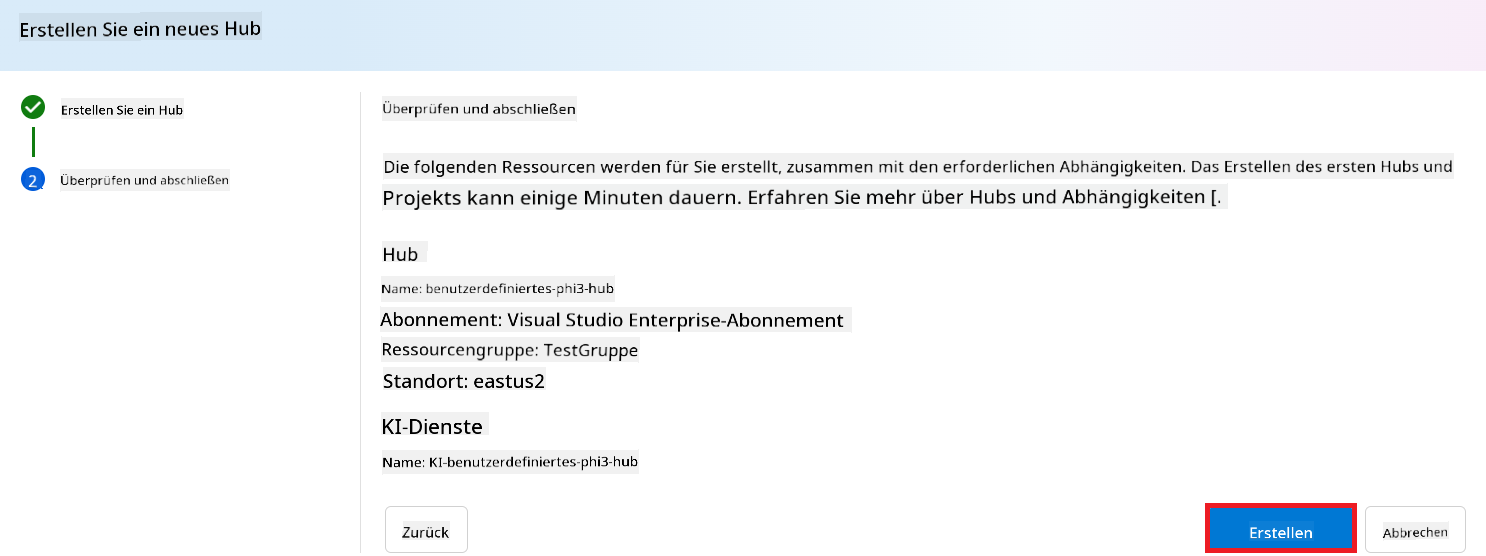 Erstellen Sie ein neues Hub
Erstellen Sie ein Hub
2 Überprüfen und abschließen
Überprüfen und abschließen
Die folgenden Ressourcen werden für Sie erstellt, zusammen mit den erforderlichen Abhängigkeiten. Das Erstellen des ersten Hubs und
Projekts kann einige Minuten dauern. Erfahren Sie mehr über Hubs und Abhängigkeiten [.
Hub
Name: benutzerdefiniertes-phi3-hub
Abonnement: Visual Studio Enterprise-Abonnement
Ressourcengruppe: TestGruppe
Standort: eastus2
KI-Dienste
Name: KI-benutzerdefiniertes-phi3-hub
Zurück Erstellen Abbrechen